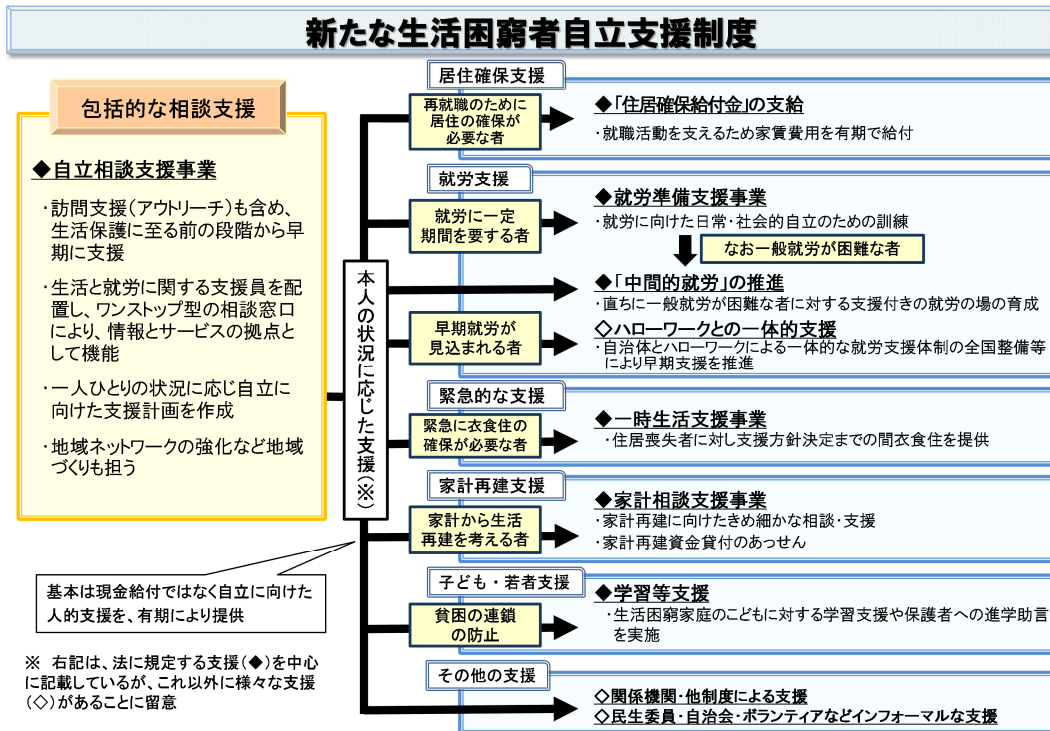 新たな生活困窮者自立支援制度
包括的な相談支援
◆自立相談支援事業
・訪問支援(アウトリーチ)も含め、
生活保護に至る前の段階から早
期に支援
・生活と就労に関する支援員を配
置し、ワンストップ型の相談窓口
により、情報とサービスの拠点と
して機能
・一人ひとりの状況に応じ自立に
向けた支援計画を作成
・地域ネットワークの強化など地域
づくりも担う
基本は現金給付ではなく自立に向けた
人的支援を、有期により提供
※ 右記は、法に規定する支援(◆)を中心
に記載しているが、これ以外に様々な支援
(◇)があることに留意
本人の状況に応じた支援(※)
居住確保支援
再就職のために
居住の確保が
必要な者
◆「住居確保給付金」の支給
・就職活動を支えるため家賃費用を有期で給付
就労支援
就労に一定
期間を要する者
◆就労準備支援事業
・就労に向けた日常・社会的自立のための訓練
なお一般就労が困難な者
◆「中間的就労」の推進
・直ちに一般就労が困難な者に対する支援付きの就労の場の育成
早期就労が
見込まれる者
◇ハローワークとの一体的支援
・自治体とハローワークによる一体的な就労支援体制の全国整備等
により早期支援を推進
緊急的な支援
緊急に衣食住の
確保が必要な者
◆一時生活支援事業
・住居喪失者に対し支援方針決定までの間衣食住を提供
家計再建支援
家計から生活
再建を考える者
◆家計相談支援事業
・家計再建に向けたきめ細かな相談・支援
・家計再建資金貸付のあっせん
子ども・若者支援
貧困の連鎖
の防止
◆学習等支援
・生活困窮家庭のこどもに対する学習支援や保護者への進学助言
を実施
その他の支援
◇関係機関・他制度による支援
◇民生委員・自治会・ボランティアなどインフォーマルな支援